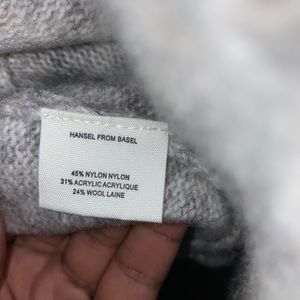 HANSEL FROM BASEL
45% NYLON NYLON
31% ACRYLIC ACRYLIQUE
24% WOOL LAINE